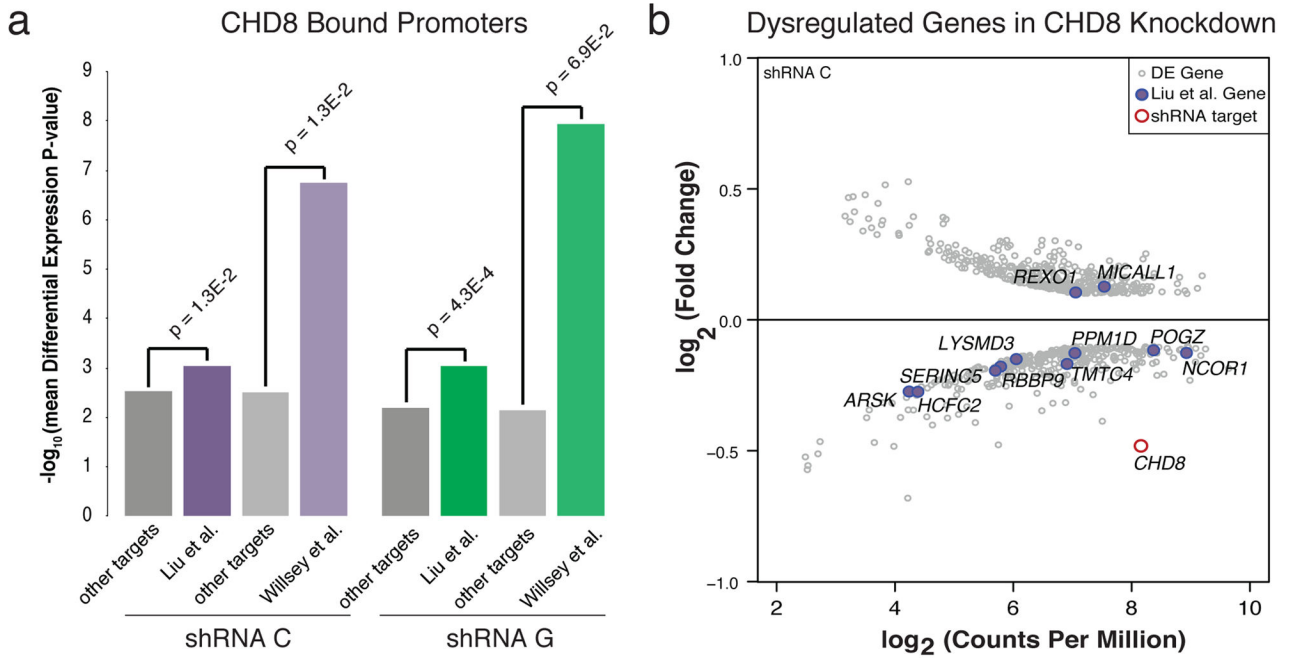 a
CHD8 Bound Promoters
-log10(mean Differential Expression P-value)
9
8
7
6
5
4
3
2
1
0
p = 1.3E-2
p = 1.3E-2
p = 4.3E-4
p = 6.9E-2
other targets
Liu et al.
other targets
Willsey et al.
other targets
Liu et al.
other targets
Willsey et al.
shRNA C
shRNA G
b
Dysregulated Genes in CHD8 Knockdown
shRNA C
DE Gene
Liu et al. Gene
shRNA target
log2 (Fold Change)
1.0
0.5
0.0
−0.5
−1.0
REXO1
MICALL1
LYSMD3
PPM1D
POGZ
SERINC5
RBBP9
TMTC4
NCOR1
ARSK
HCFC2
CHD8
2
4
6
8
10
log2 (Counts Per Million)